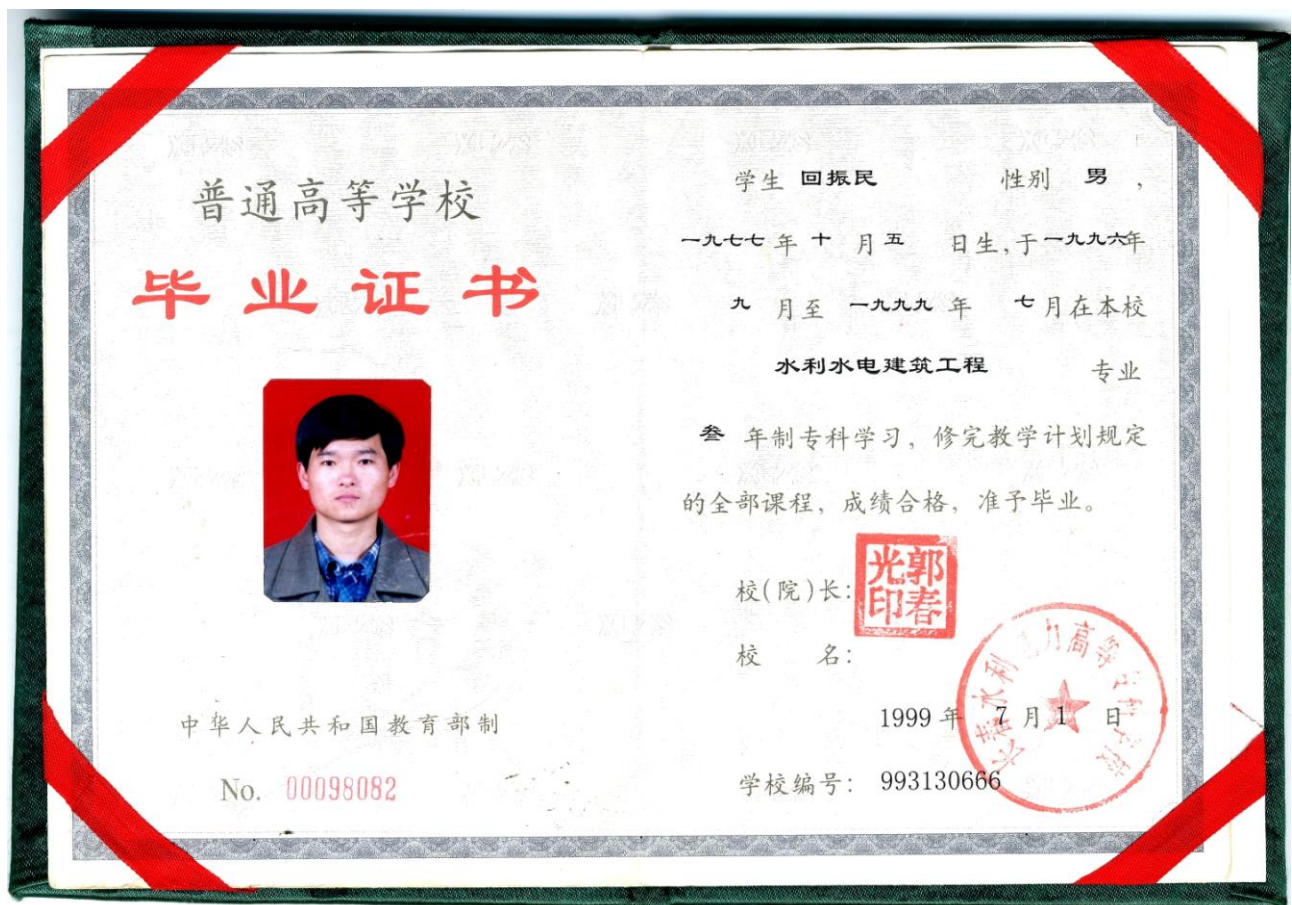 普通高等学校
毕业证书
中华人民共和国教育部制
No. 00098082
学生 回振民 性别 男 ,
一九七七 年 十 月 五 日生,于 一九九六年
九 月至 一九九九 年 七 月在本校
水利水电建筑工程 专业
叁 年制专科学习, 修完教学计划规定
的全部课程, 成绩合格, 准予毕业。
校(院)长: 郭春光印
校 名:
1999 年 7 月 1 日
学校编号: 993130666